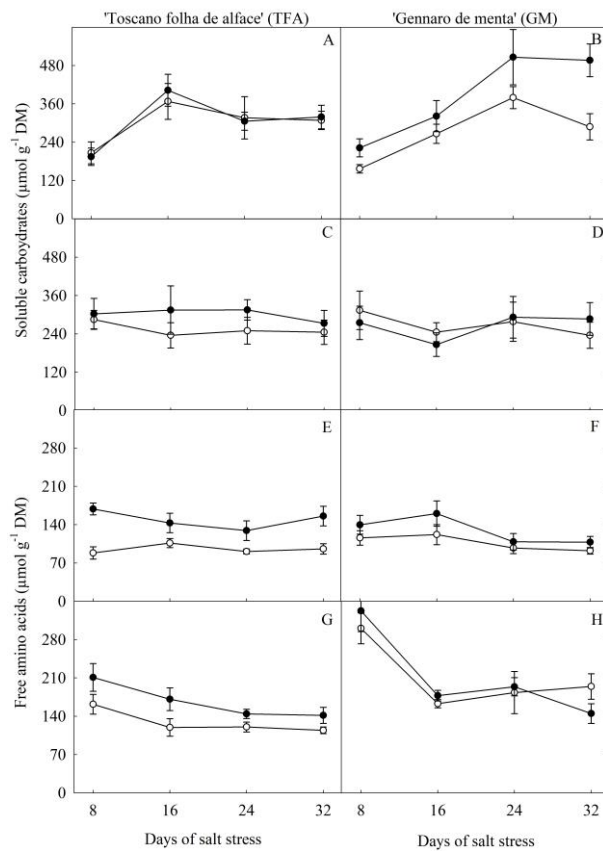 'Toscano folha de alface' (TFA) 'Gennaro de menta' (GM)
A B
480
360
240
120
0
C D
480
360
240
120
0
Soluble carboydrates (µmol g⁻¹ DM)
E F
280
210
140
70
0
G H
280
210
140
70
0
Free amino acids (µmol g⁻¹ DM)
8 16 24 32 8 16 24 32
Days of salt stress Days of salt stress